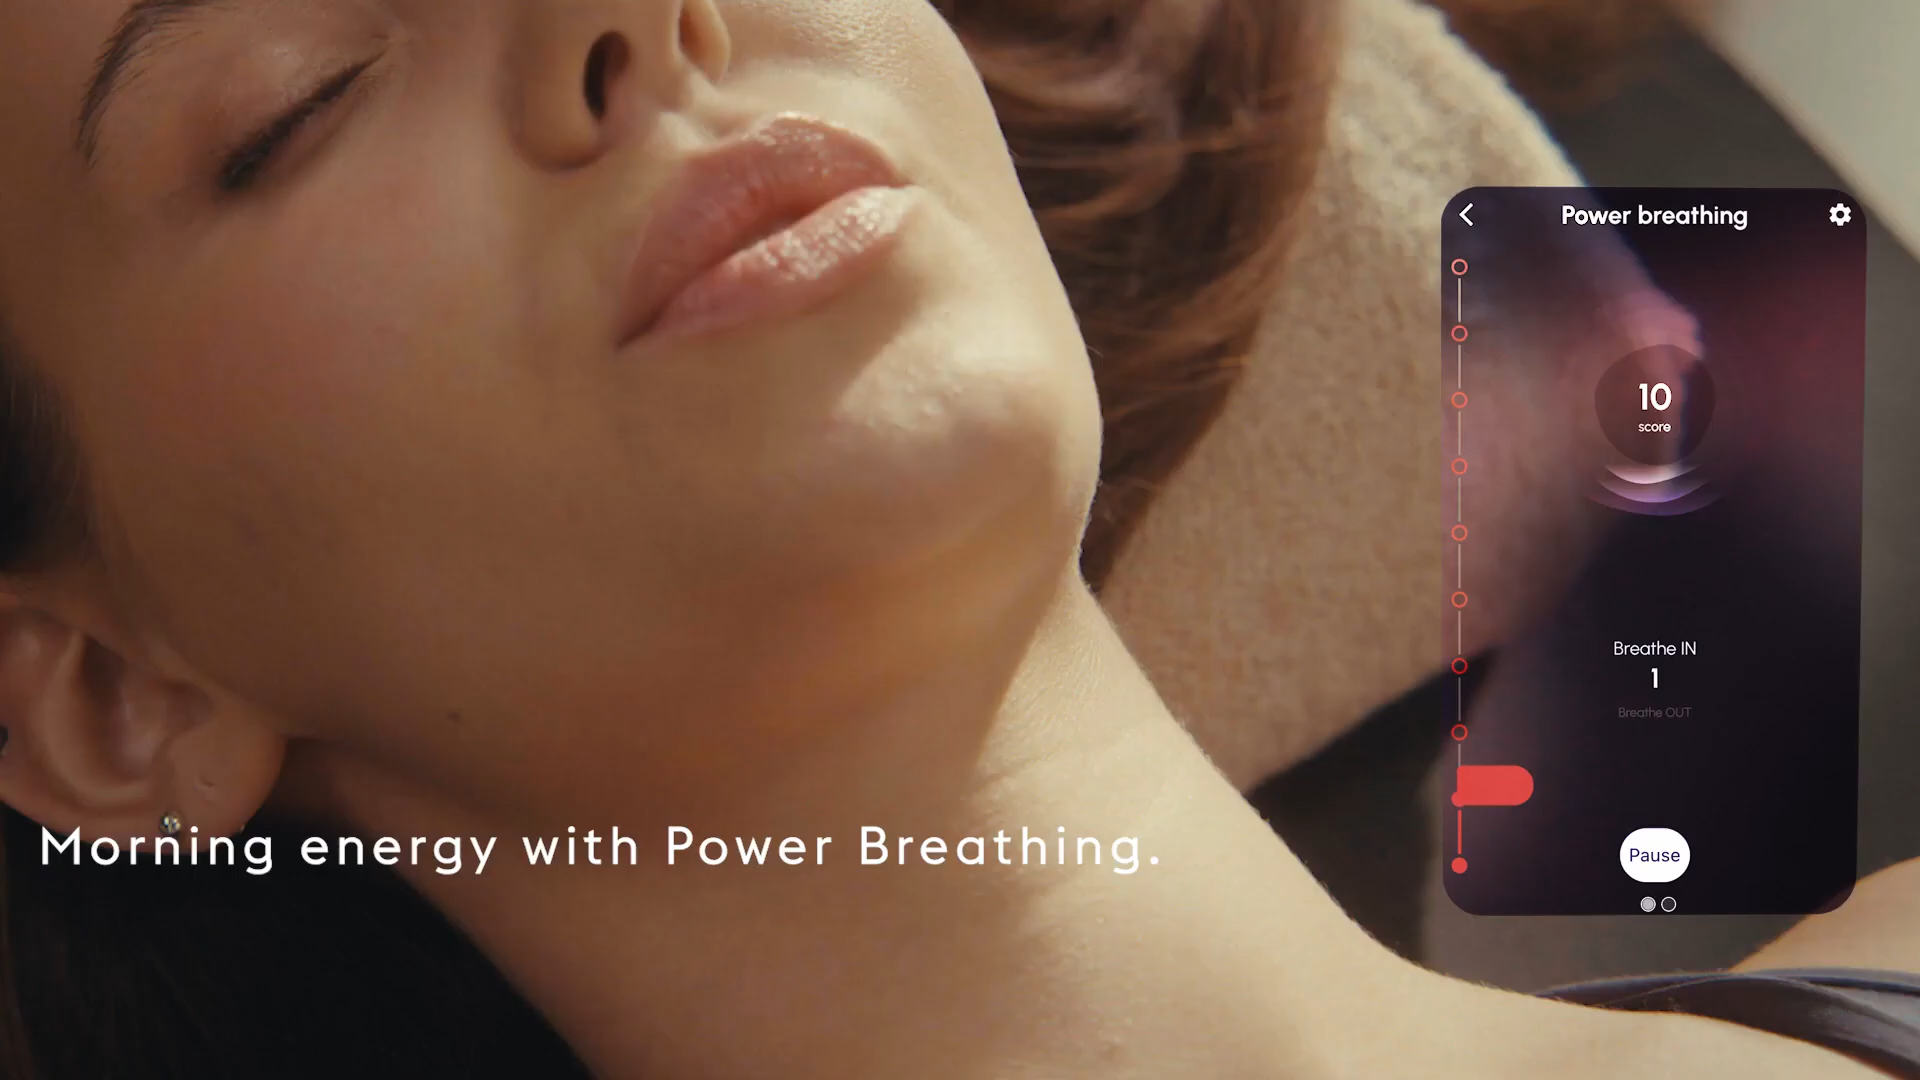 Power breathing
10
score
Breathe IN
1
Breathe OUT
Pause
Morning energy with Power Breathing.